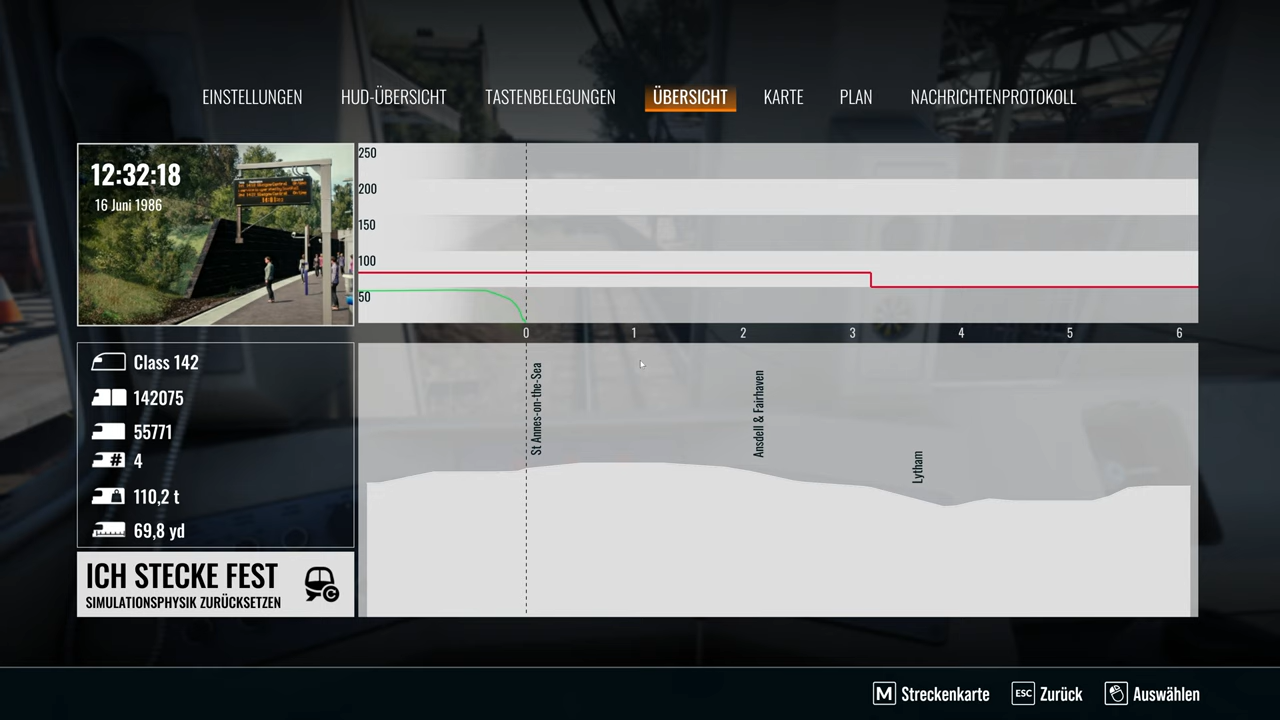 EINSTELLUNGEN
HUD-ÜBERSICHT
TASTENBELEGUNGEN
ÜBERSICHT
KARTE
PLAN
NACHRICHTENPROTOKOLL
12:32:18
16 Juni 1986
250
200
150
100
50
0
1
2
3
4
5
6
Class 142
142075
55771
4
110,2 t
69,8 yd
ICH STECKE FEST
SIMULATIONSPHYSIK ZURÜCKSETZEN
St Annes-on-the-Sea
Ansdell & Fairhaven
Lytham
M Streckenkarte
ESC Zurück
Auswählen